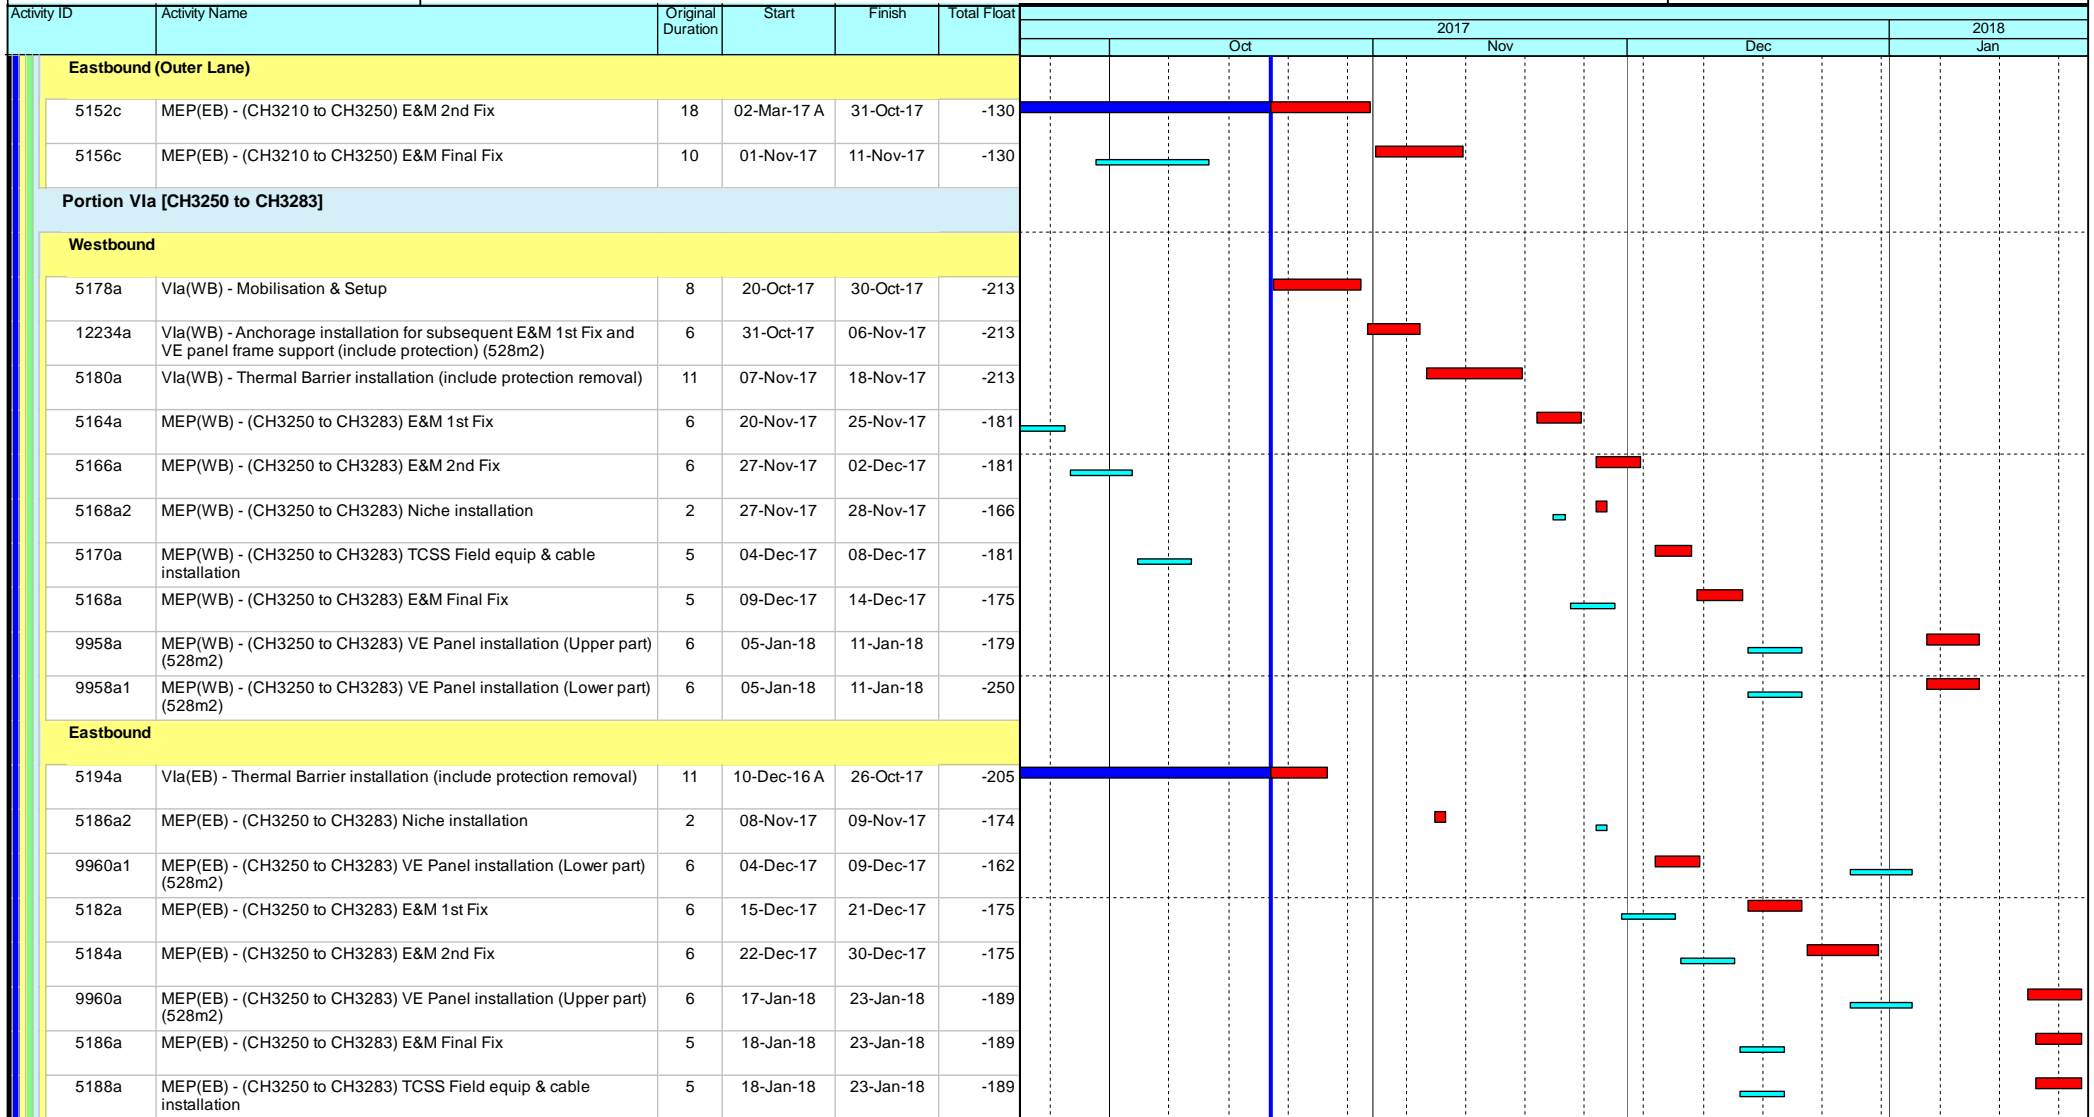 Activity ID Activity Name Original Start Finish Total Float
Duration
2017 2018
Oct Nov Dec Jan
Eastbound (Outer Lane)
5152c MEP(EB) - (CH3210 to CH3250) E&M 2nd Fix 18 02-Mar-17 A 31-Oct-17 -130
5156c MEP(EB) - (CH3210 to CH3250) E&M Final Fix 10 01-Nov-17 11-Nov-17 -130
Portion VIa [CH3250 to CH3283]
Westbound
5178a VIa(WB) - Mobilisation & Setup 8 20-Oct-17 30-Oct-17 -213
12234a VIa(WB) - Anchorage installation for subsequent E&M 1st Fix and 6 31-Oct-17 06-Nov-17 -213
VE panel frame support (include protection) (528m2)
5180a VIa(WB) - Thermal Barrier installation (include protection removal) 11 07-Nov-17 18-Nov-17 -213
5164a MEP(WB) - (CH3250 to CH3283) E&M 1st Fix 6 20-Nov-17 25-Nov-17 -181
5166a MEP(WB) - (CH3250 to CH3283) E&M 2nd Fix 6 27-Nov-17 02-Dec-17 -181
5168a2 MEP(WB) - (CH3250 to CH3283) Niche installation 2 27-Nov-17 28-Nov-17 -166
5170a MEP(WB) - (CH3250 to CH3283) TCSS Field equip & cable 5 04-Dec-17 08-Dec-17 -181
installation
5168a MEP(WB) - (CH3250 to CH3283) E&M Final Fix 5 09-Dec-17 14-Dec-17 -175
9958a MEP(WB) - (CH3250 to CH3283) VE Panel installation (Upper part) 6 05-Jan-18 11-Jan-18 -179
(528m2)
9958a1 MEP(WB) - (CH3250 to CH3283) VE Panel installation (Lower part) 6 05-Jan-18 11-Jan-18 -250
(528m2)
Eastbound
5194a VIa(EB) - Thermal Barrier installation (include protection removal) 11 10-Dec-16 A 26-Oct-17 -205
5186a2 MEP(EB) - (CH3250 to CH3283) Niche installation 2 08-Nov-17 09-Nov-17 -174
9960a1 MEP(EB) - (CH3250 to CH3283) VE Panel installation (Lower part) 6 04-Dec-17 09-Dec-17 -162
(528m2)
5182a MEP(EB) - (CH3250 to CH3283) E&M 1st Fix 6 15-Dec-17 21-Dec-17 -175
5184a MEP(EB) - (CH3250 to CH3283) E&M 2nd Fix 6 22-Dec-17 30-Dec-17 -175
9960a MEP(EB) - (CH3250 to CH3283) VE Panel installation (Upper part) 6 17-Jan-18 23-Jan-18 -189
(528m2)
5186a MEP(EB) - (CH3250 to CH3283) E&M Final Fix 5 18-Jan-18 23-Jan-18 -189
5188a MEP(EB) - (CH3250 to CH3283) TCSS Field equip & cable 5 18-Jan-18 23-Jan-18 -189
installation